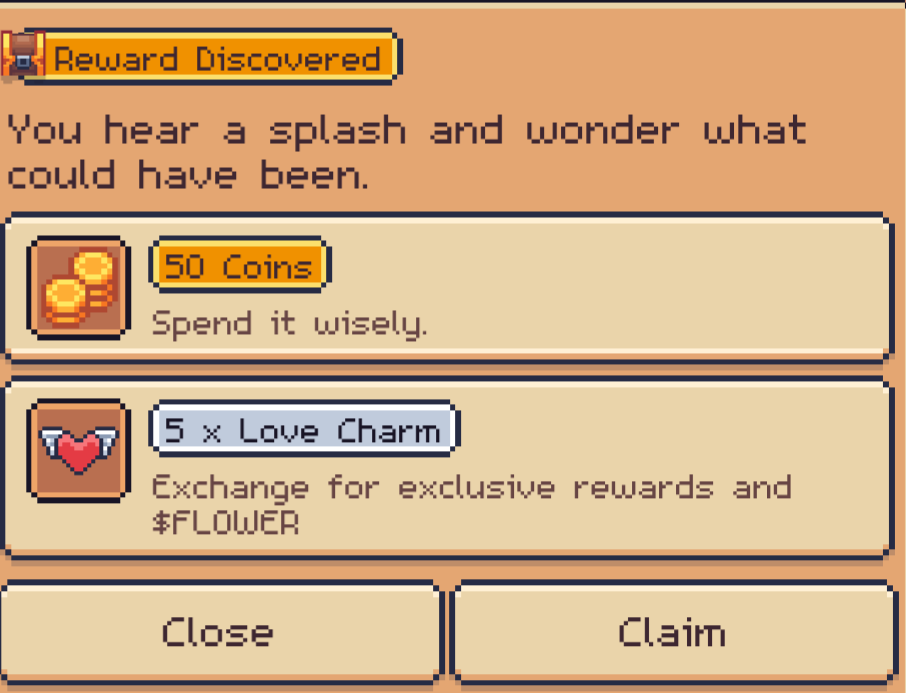 Reward Discovered
You hear a splash and wonder what
could have been.
50 Coins
Spend it wisely.
5 x Love Charm
Exchange for exclusive rewards and
$FLOWER
Close
Claim